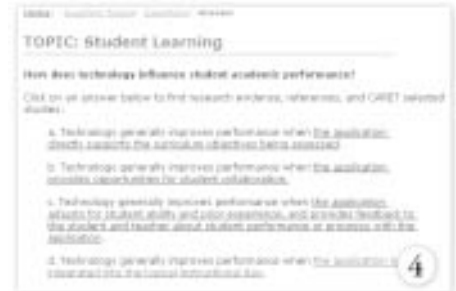 Home: Academic Topics Questions Answers
TOPIC: Student Learning
How does technology influence student academic performance?
Click on an answer below to find research evidence, references, and CARET selected
studies:
a. Technology generally improves performance when the application
directly supports the curriculum objectives being assessed
b. Technology generally improves performance when the application
provides opportunities for student collaboration.
c. Technology generally improves performance when the application
adjusts for student ability and prior experience, and provides feedback to
the student and teacher about student performance or progress with the
application.
d. Technology generally improves performance when the application is
integrated into the typical instructional day.
4